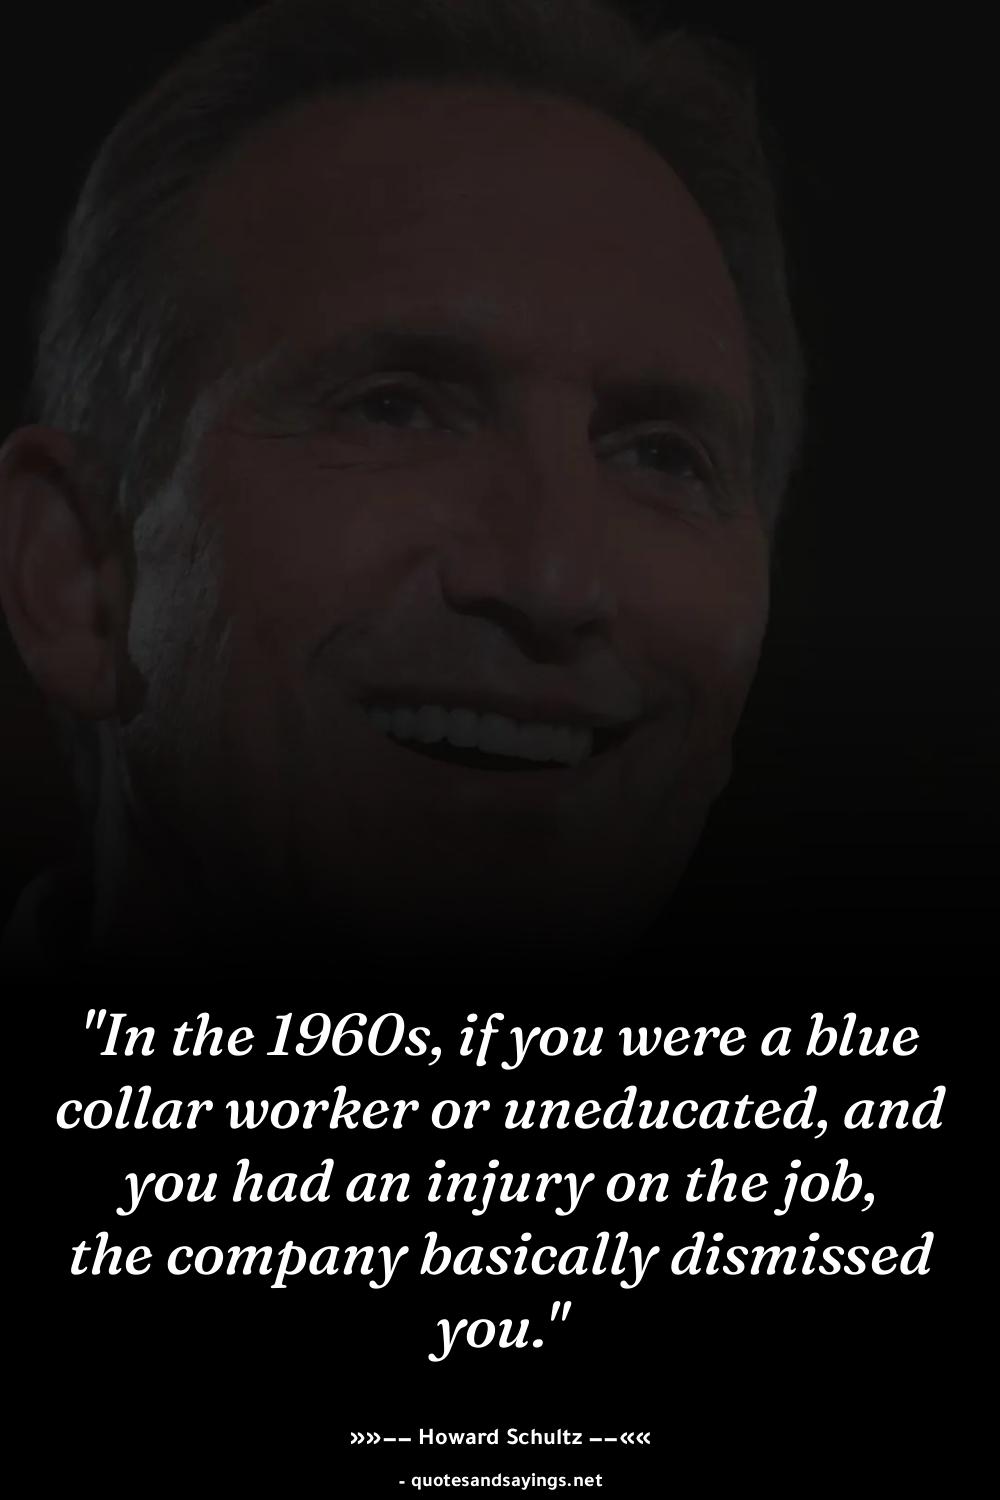 "In the 1960s, if you were a blue
collar worker or uneducated, and
you had an injury on the job,
the company basically dismissed
you."
»»–– Howard Schultz ––««
- quotesandsayings.net